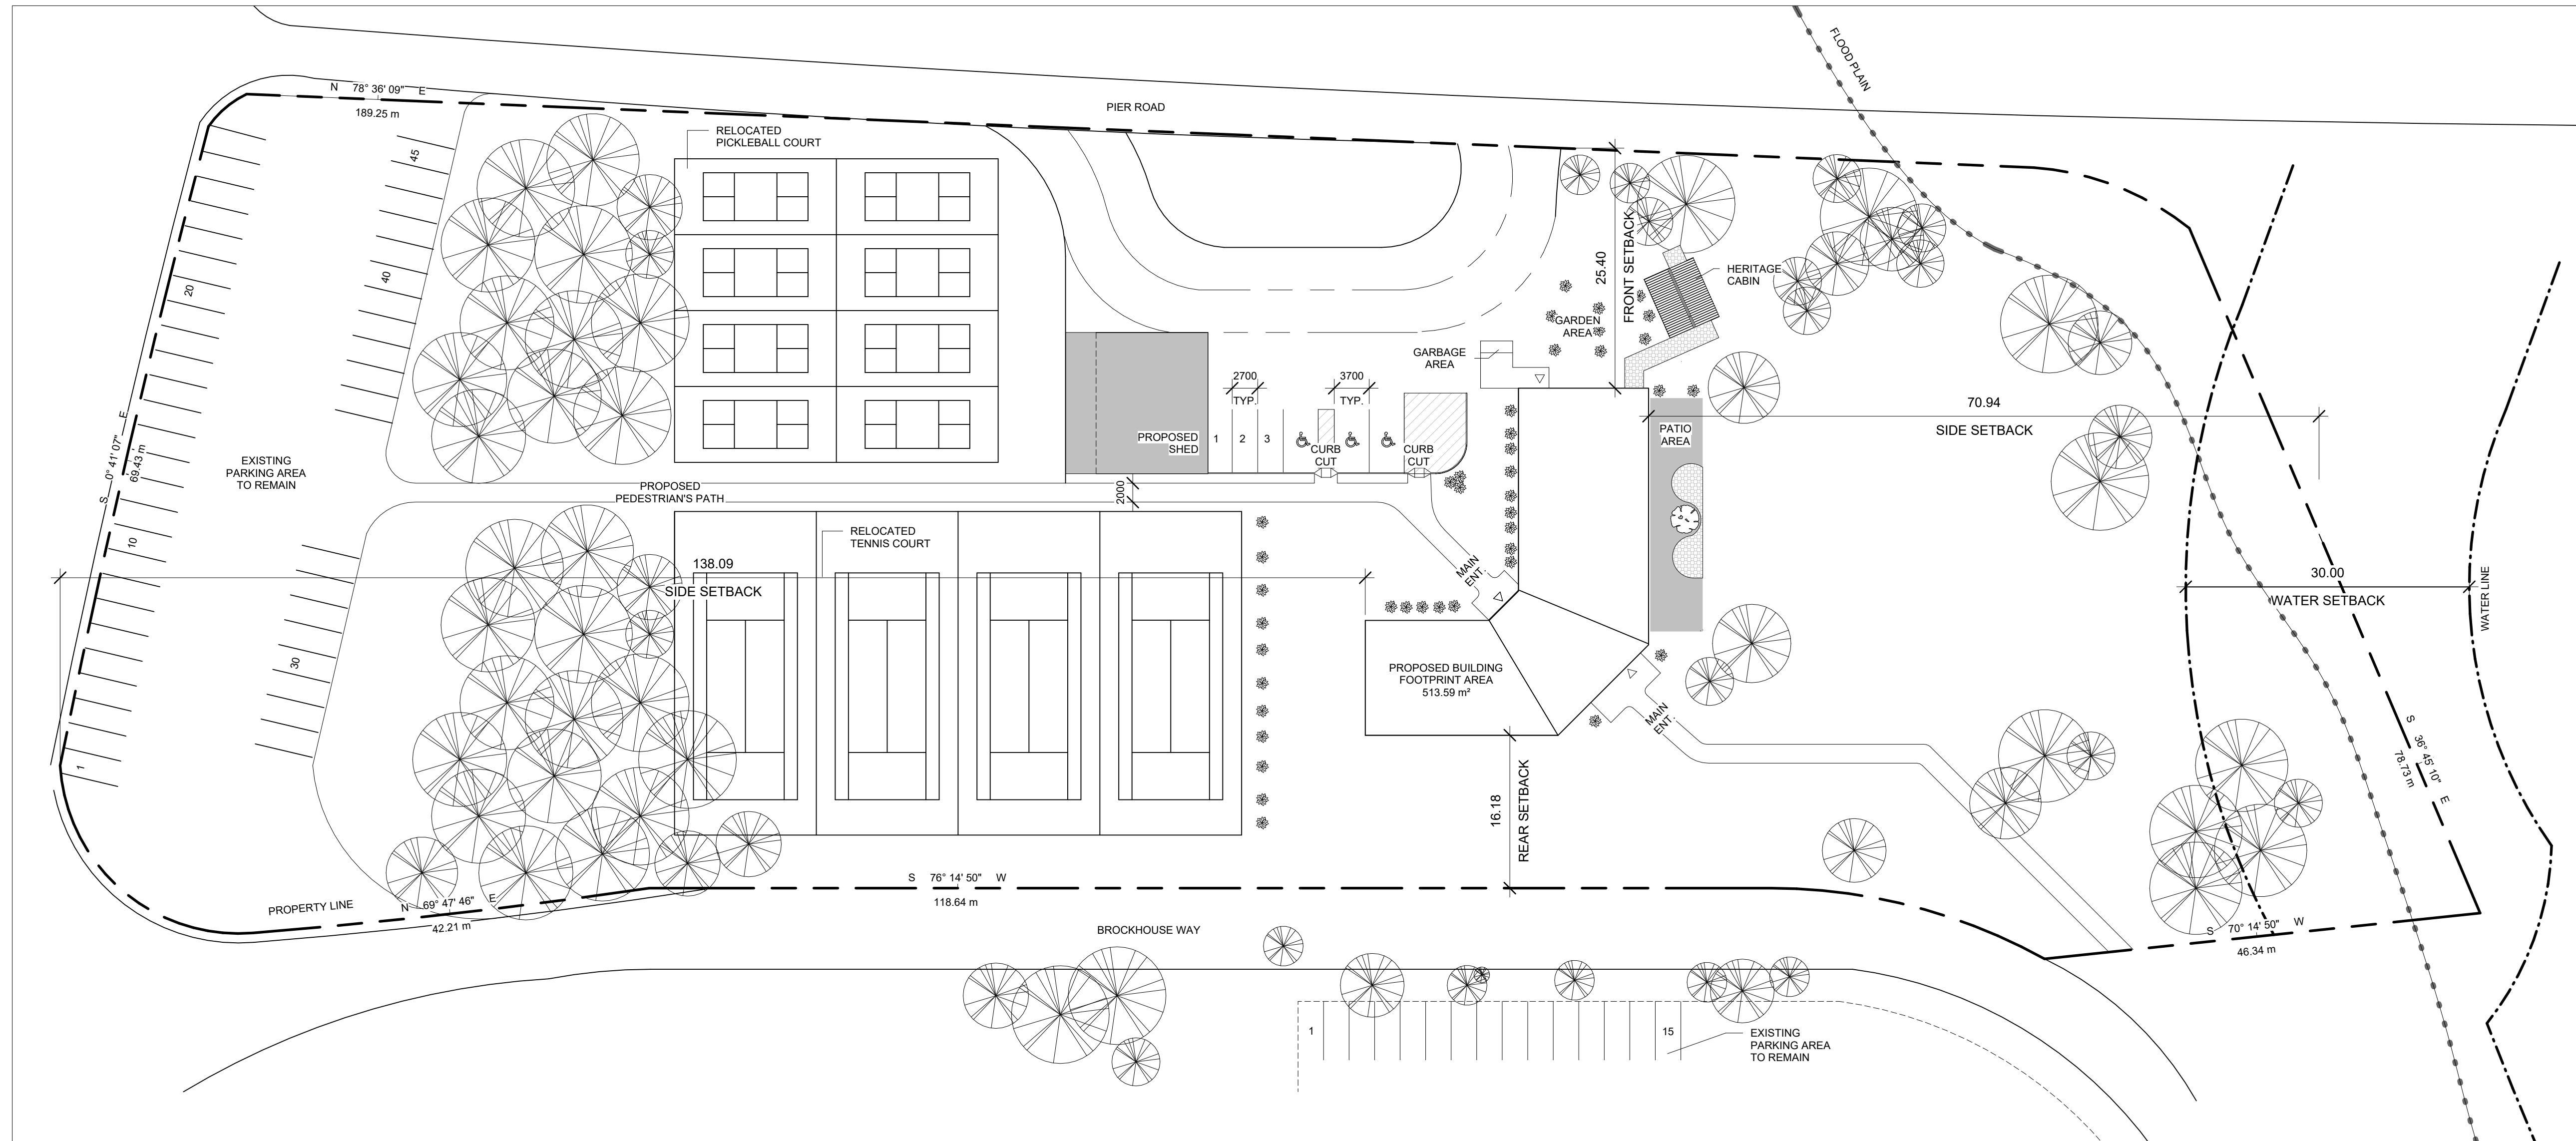 FLOOD PLAIN
N 78° 36' 09" E
189.25 m
PIER ROAD
RELOCATED
PICKLEBALL COURT
45
20
40
25.40
FRONT SETBACK
HERITAGE
CABIN
GARDEN
AREA
GARBAGE
AREA
2700
TYP.
3700
TYP.
70.94
SIDE SETBACK
PROPOSED
SHED
1
2
3
CURB
CUT
CURB
CUT
PATIO
AREA
S 0° 41' 07" E
69.43 m
EXISTING
PARKING AREA
TO REMAIN
PROPOSED
PEDESTRIAN'S PATH
2000
10
RELOCATED
TENNIS COURT
138.09
SIDE SETBACK
MAIN
ENT.
30.00
WATER SETBACK
WATER LINE
30
PROPOSED BUILDING
FOOTPRINT AREA
513.59 m²
MAIN
ENT.
1
16.18
REAR SETBACK
S 36° 45' 10" E
78.73 m
PROPERTY LINE
N 69° 47' 46" E
42.21 m
S 76° 14' 50" W
118.64 m
BROCKHOUSE WAY
S 70° 14' 50" W
46.34 m
1
15
EXISTING
PARKING AREA
TO REMAIN